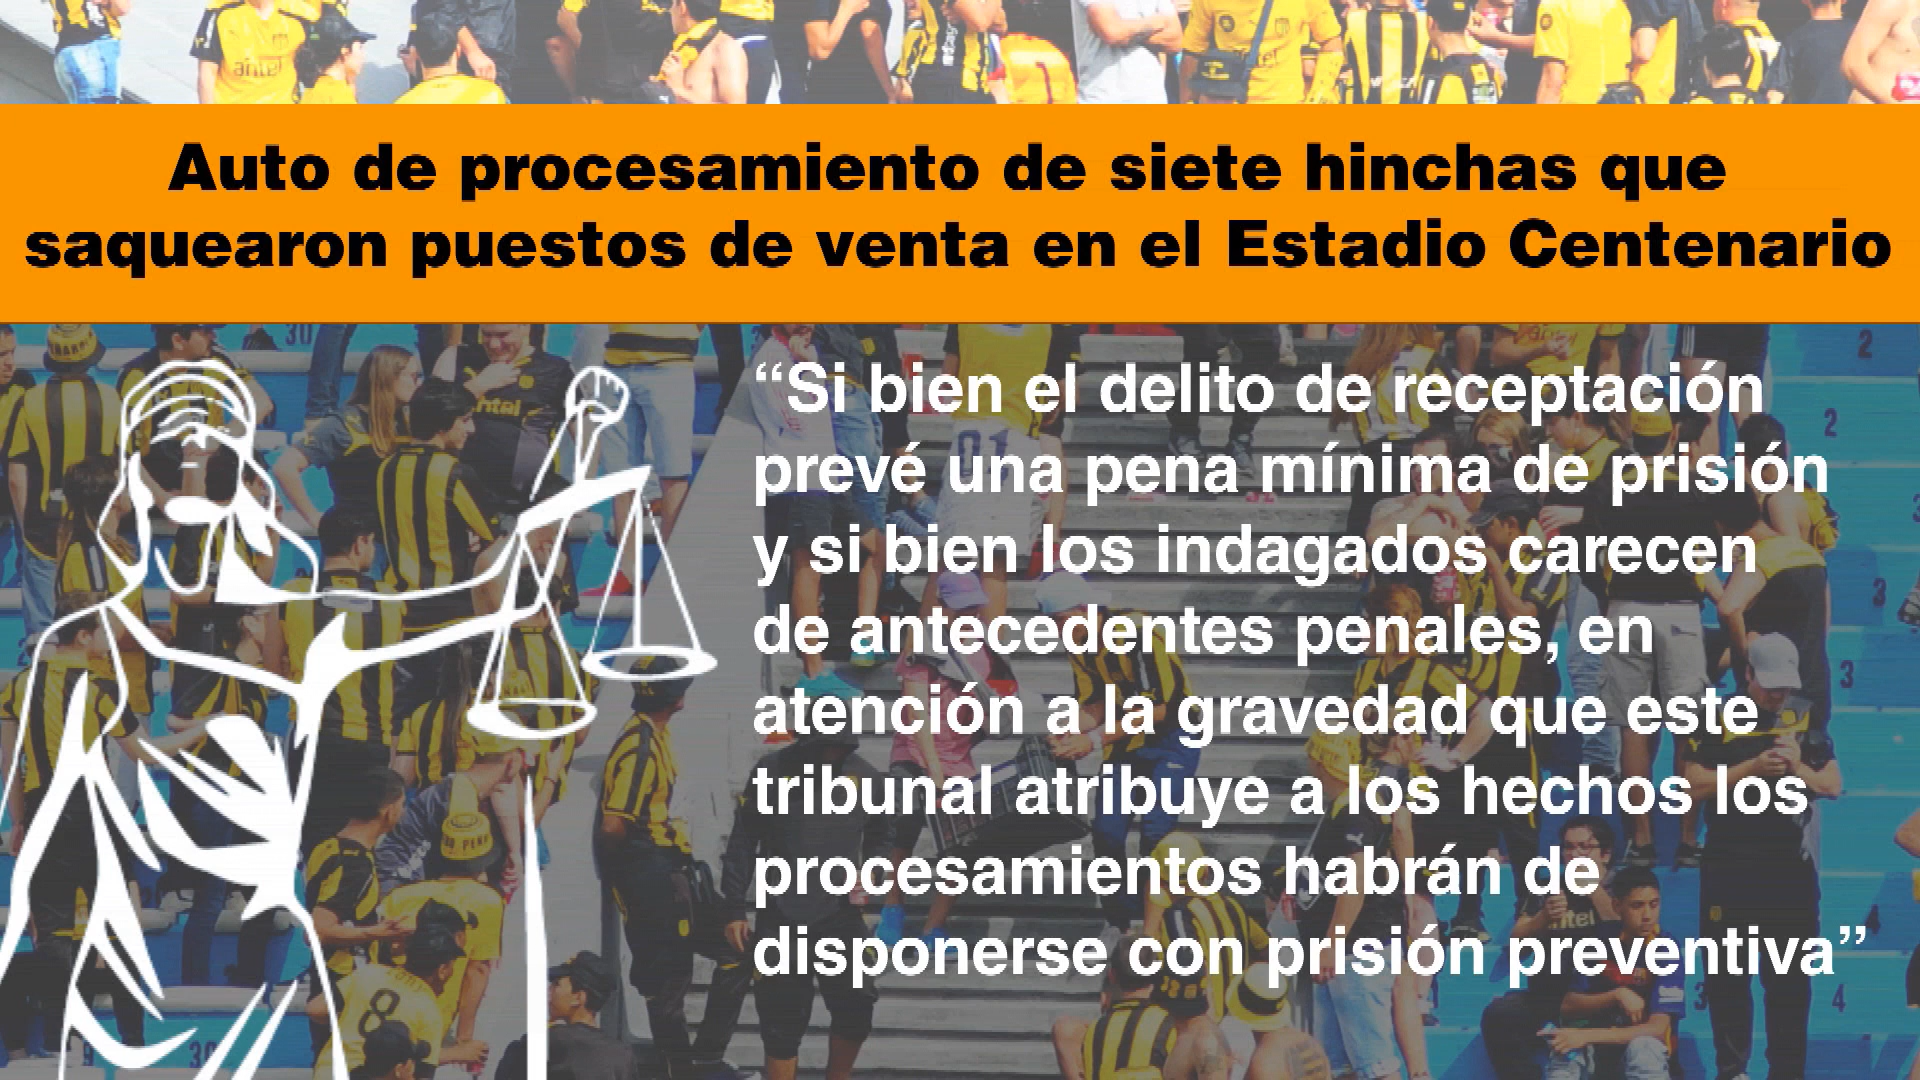 Auto de procesamiento de siete hinchas que
saquearon puestos de venta en el Estadio Centenario
“Si bien el delito de receptación
prevé una pena mínima de prisión
y si bien los indagados carecen
de antecedentes penales, en
atención a la gravedad que este
tribunal atribuye a los hechos los
procesamientos habrán de
disponerse con prisión preventiva”